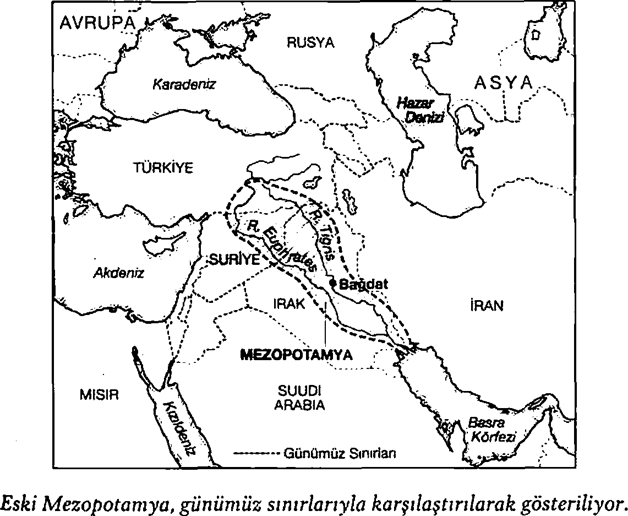 AVRUPA
RUSYA
ASYA
Karadeniz
Hazar
Denizi
TÜRKİYE
R. Tigris
R. Euphrates
SURİYE
Akdeniz
Bağdat
IRAK
İRAN
MEZOPOTAMYA
MISIR
Kızıldeniz
SUUDI
ARABIA
Basra
Körfezi
Günümüz Sınırları
Eski Mezopotamya, günümüz sınırlarıyla karşılaştırılarak gösteriliyor.